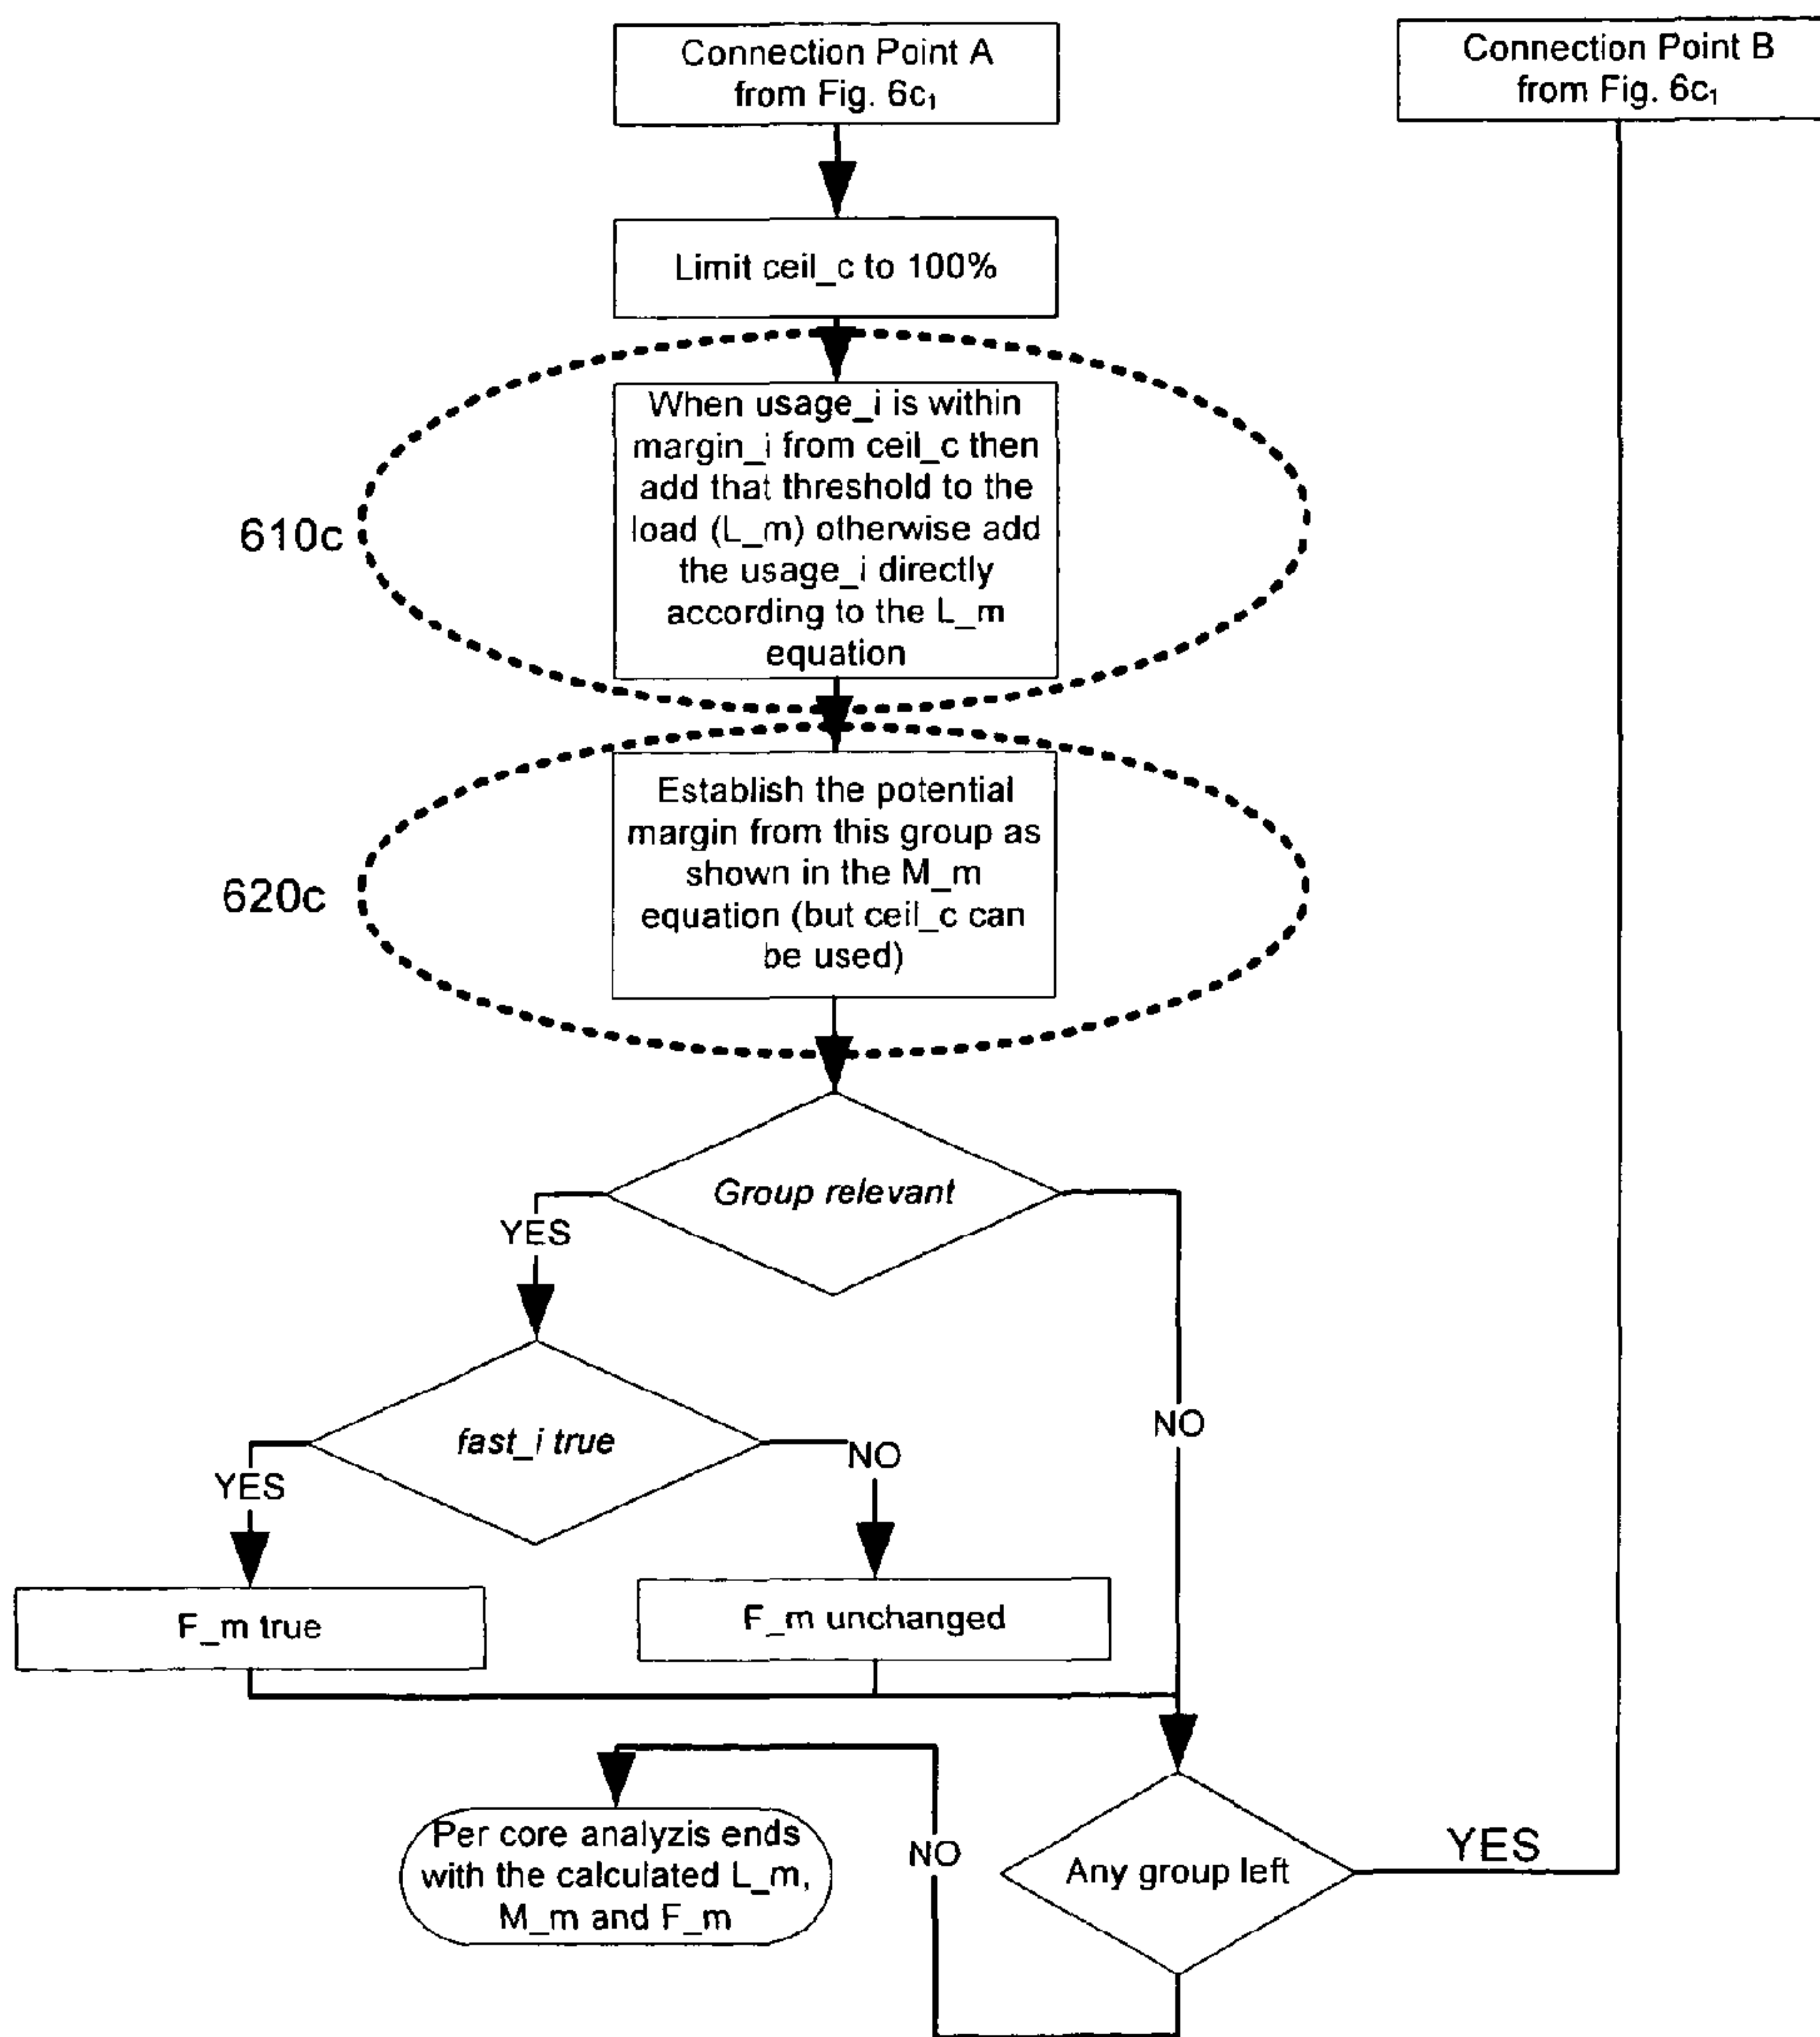 Connection Point A
from Fig. 6c₁
Connection Point B
from Fig. 6c₁
Limit ceil_c to 100%
610c
When usage_i is within
margin_i from ceil_c then
add that threshold to the
load (L_m) otherwise add
the usage_i directly
according to the L_m
equation
620c
Establish the potential
margin from this group as
shown in the M_m
equation (but ceil_c can
be used)
Group relevant
YES
NO
fast_i true
YES
NO
F_m true
F_m unchanged
Any group left
YES
NO
Per core analyzis ends
with the calculated L_m,
M_m and F_m